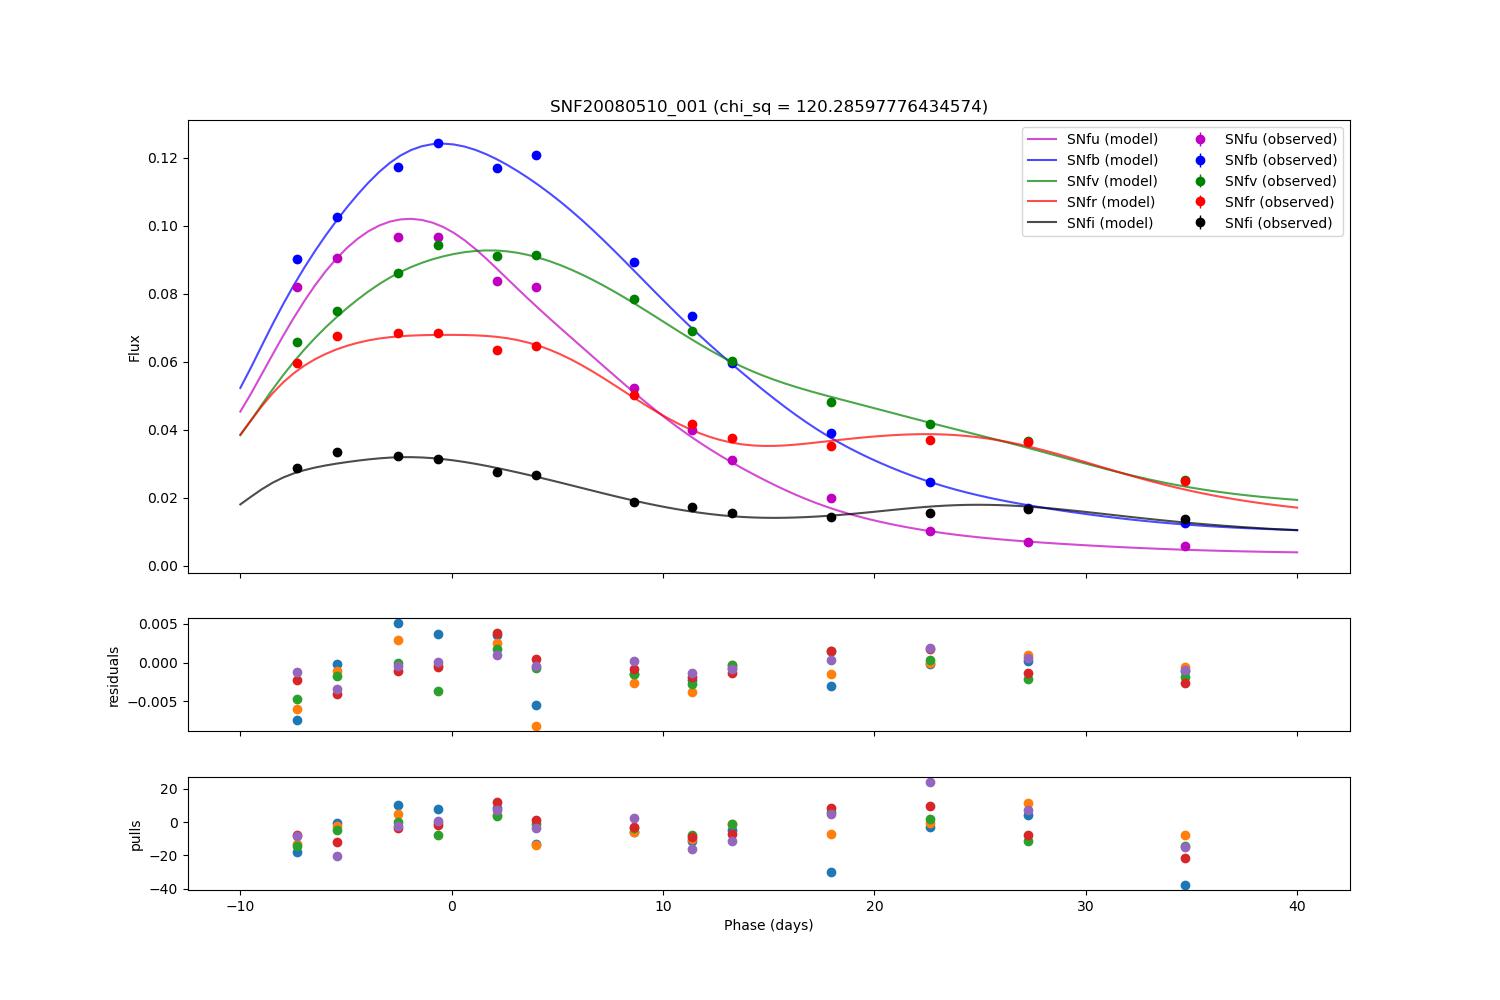 SNF20080510_001 (chi_sq = 120.28597776434574)
SNfu (model) SNfu (observed)
SNfb (model) SNfb (observed)
SNfv (model) SNfv (observed)
SNfr (model) SNfr (observed)
SNfi (model) SNfi (observed)
0.12
0.10
0.08
0.06
0.04
0.02
0.00
Flux
0.005
0.000
−0.005
residuals
20
0
−20
−40
pulls
−10 0 10 20 30 40
Phase (days)